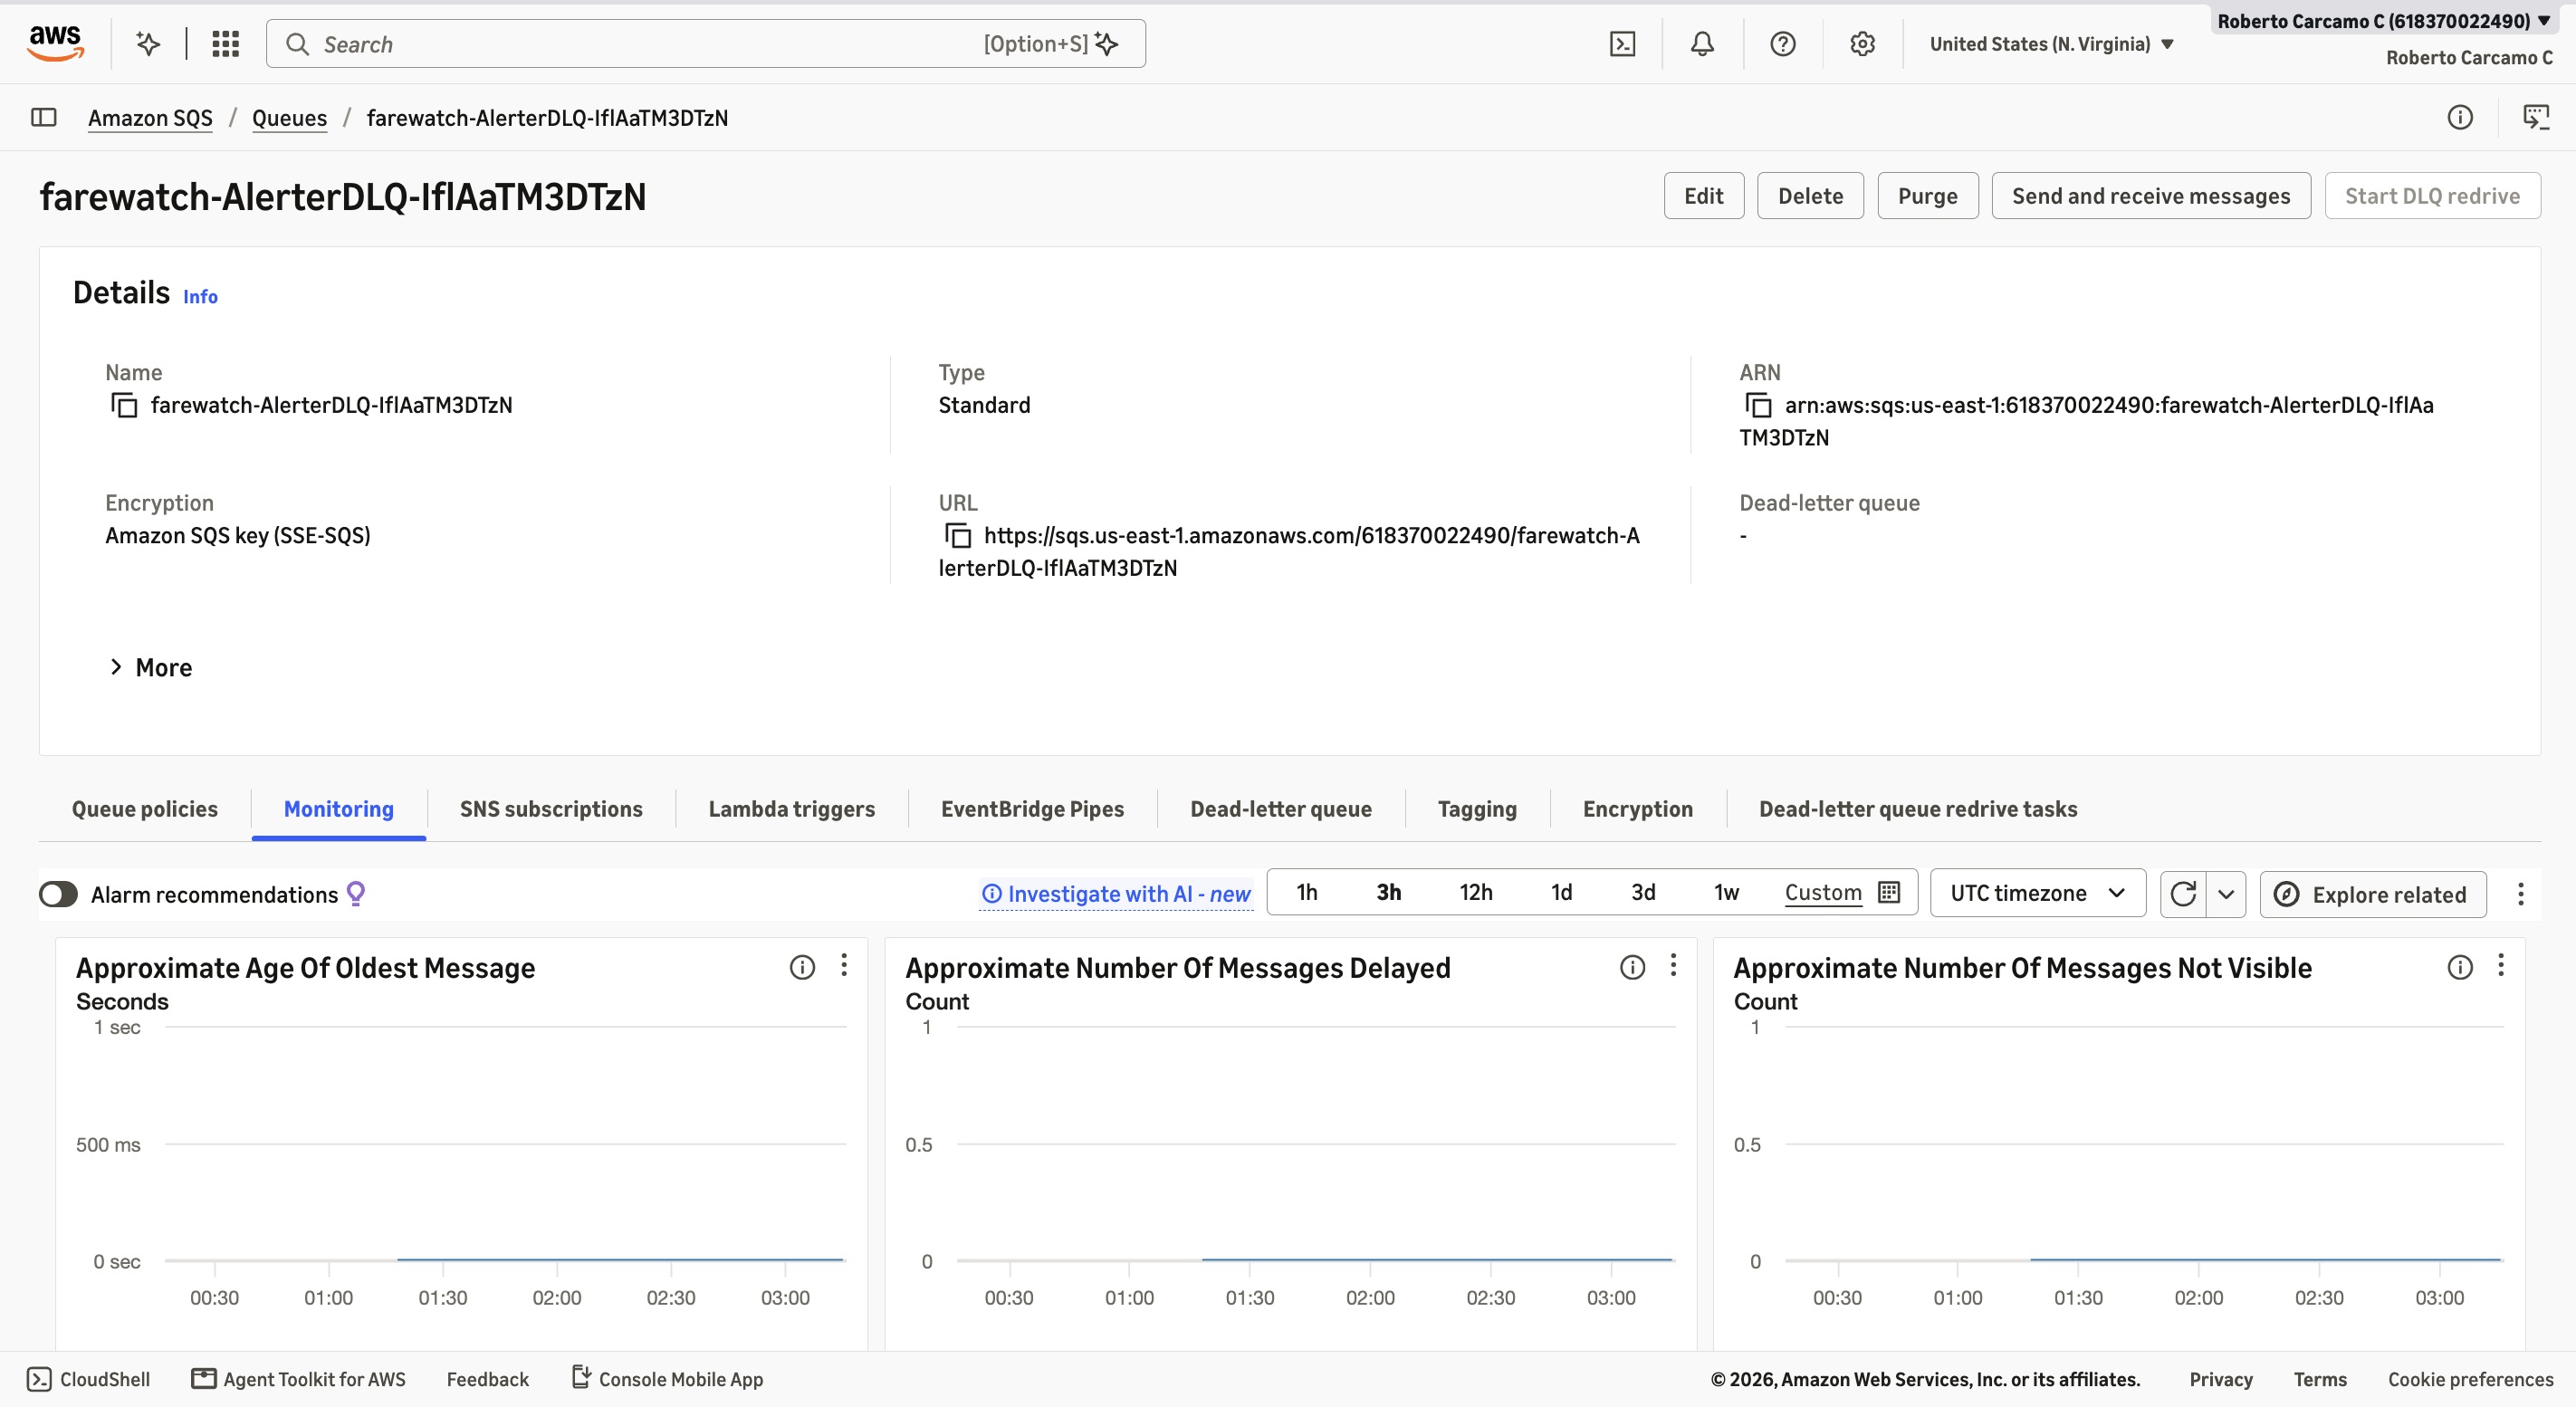 aws
Search
[Option+S]
United States (N. Virginia)
Roberto Carcamo C (618370022490)
Roberto Carcamo C
Amazon SQS / Queues / farewatch-AlerterDLQ-IflAaTM3DTzN
farewatch-AlerterDLQ-IflAaTM3DTzN
Edit
Delete
Purge
Send and receive messages
Start DLQ redrive
Details Info
Name
farewatch-AlerterDLQ-IflAaTM3DTzN
Type
Standard
ARN
arn:aws:sqs:us-east-1:618370022490:farewatch-AlerterDLQ-IflAa
TM3DTzN
Encryption
Amazon SQS key (SSE-SQS)
URL
https://sqs.us-east-1.amazonaws.com/618370022490/farewatch-A
lerterDLQ-IflAaTM3DTzN
Dead-letter queue
-
More
Queue policies
Monitoring
SNS subscriptions
Lambda triggers
EventBridge Pipes
Dead-letter queue
Tagging
Encryption
Dead-letter queue redrive tasks
Alarm recommendations
Investigate with AI - new
1h
3h
12h
1d
3d
1w
Custom
UTC timezone
Explore related
Approximate Age Of Oldest Message
Seconds
1 sec
500 ms
0 sec
00:30 01:00 01:30 02:00 02:30 03:00
Approximate Number Of Messages Delayed
Count
1
0.5
0
00:30 01:00 01:30 02:00 02:30 03:00
Approximate Number Of Messages Not Visible
Count
1
0.5
0
00:30 01:00 01:30 02:00 02:30 03:00
CloudShell
Agent Toolkit for AWS
Feedback
Console Mobile App
© 2026, Amazon Web Services, Inc. or its affiliates.
Privacy
Terms
Cookie preferences